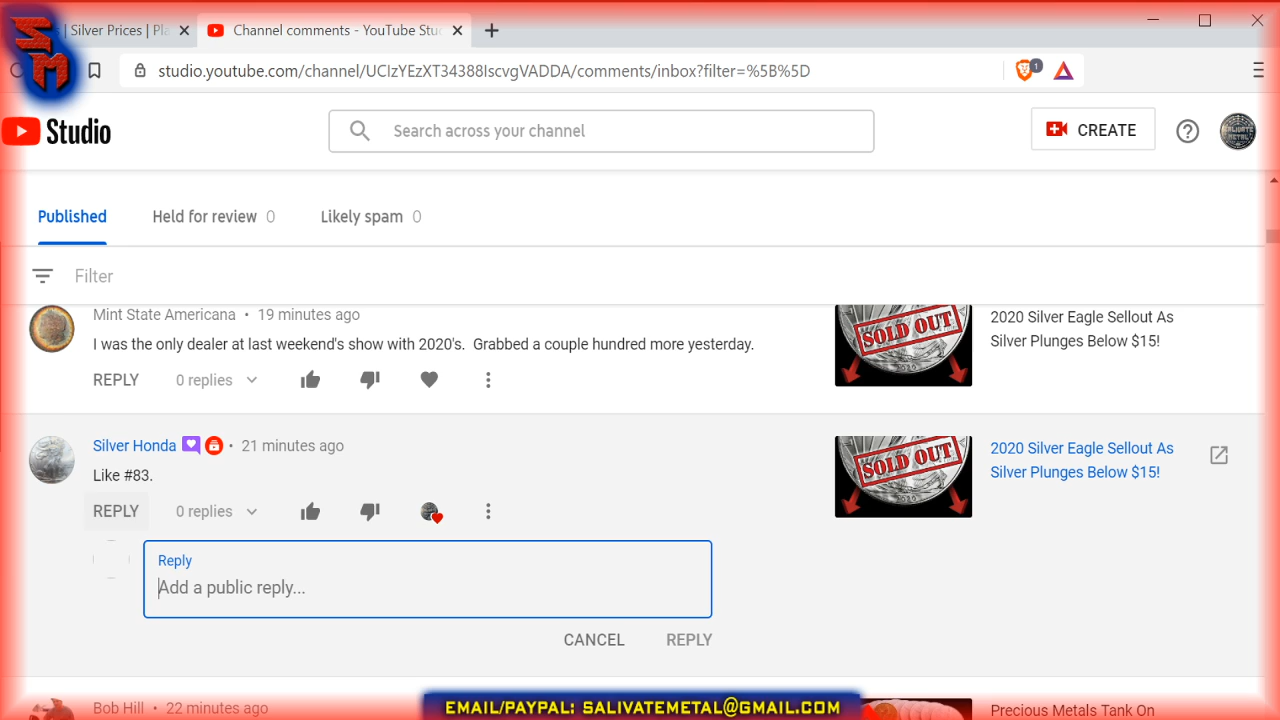 SM
| Silver Prices | Pla
Channel comments - YouTube Stud
studio.youtube.com/channel/UCIzYEzXT34388IscvgVADDA/comments/inbox?filter=%5B%5D
1
Studio
Search across your channel
CREATE
Published
Held for review 0
Likely spam 0
Filter
Mint State Americana • 19 minutes ago
I was the only dealer at last weekend's show with 2020's. Grabbed a couple hundred more yesterday.
REPLY 0 replies
SOLD OUT
2020
2020 Silver Eagle Sellout As
Silver Plunges Below $15!
Silver Honda • 21 minutes ago
Like #83.
REPLY 0 replies
SOLD OUT
2020
2020 Silver Eagle Sellout As
Silver Plunges Below $15!
Reply
Add a public reply...
CANCEL REPLY
Bob Hill • 22 minutes ago
Precious Metals Tank On
EMAIL/PAYPAL: SALIVATEMETAL@GMAIL.COM